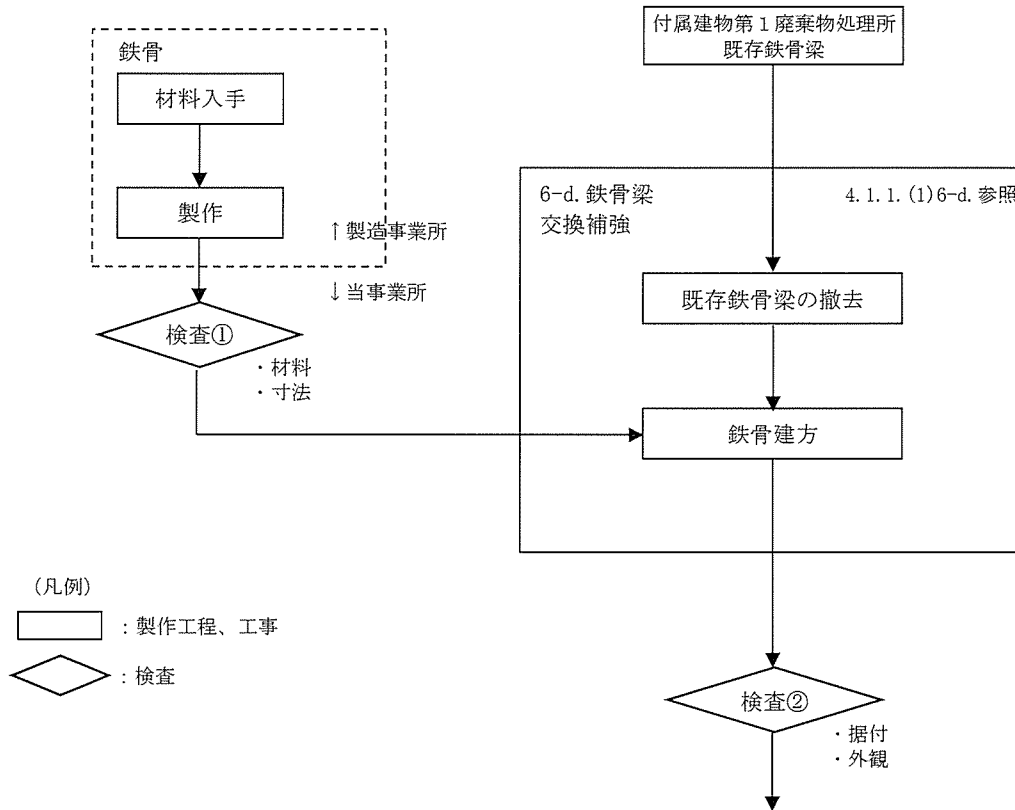 付属建物第1廃棄物処理所
既存鉄骨梁
鉄骨
材料入手
製作
↑製造事業所
↓当事業所
検査①
・材料
・寸法
6-d.鉄骨梁
交換補強
4.1.1.(1)6-d.参照
既存鉄骨梁の撤去
鉄骨建方
(凡例)
：製作工程、工事
：検査
検査②
・据付
・外観